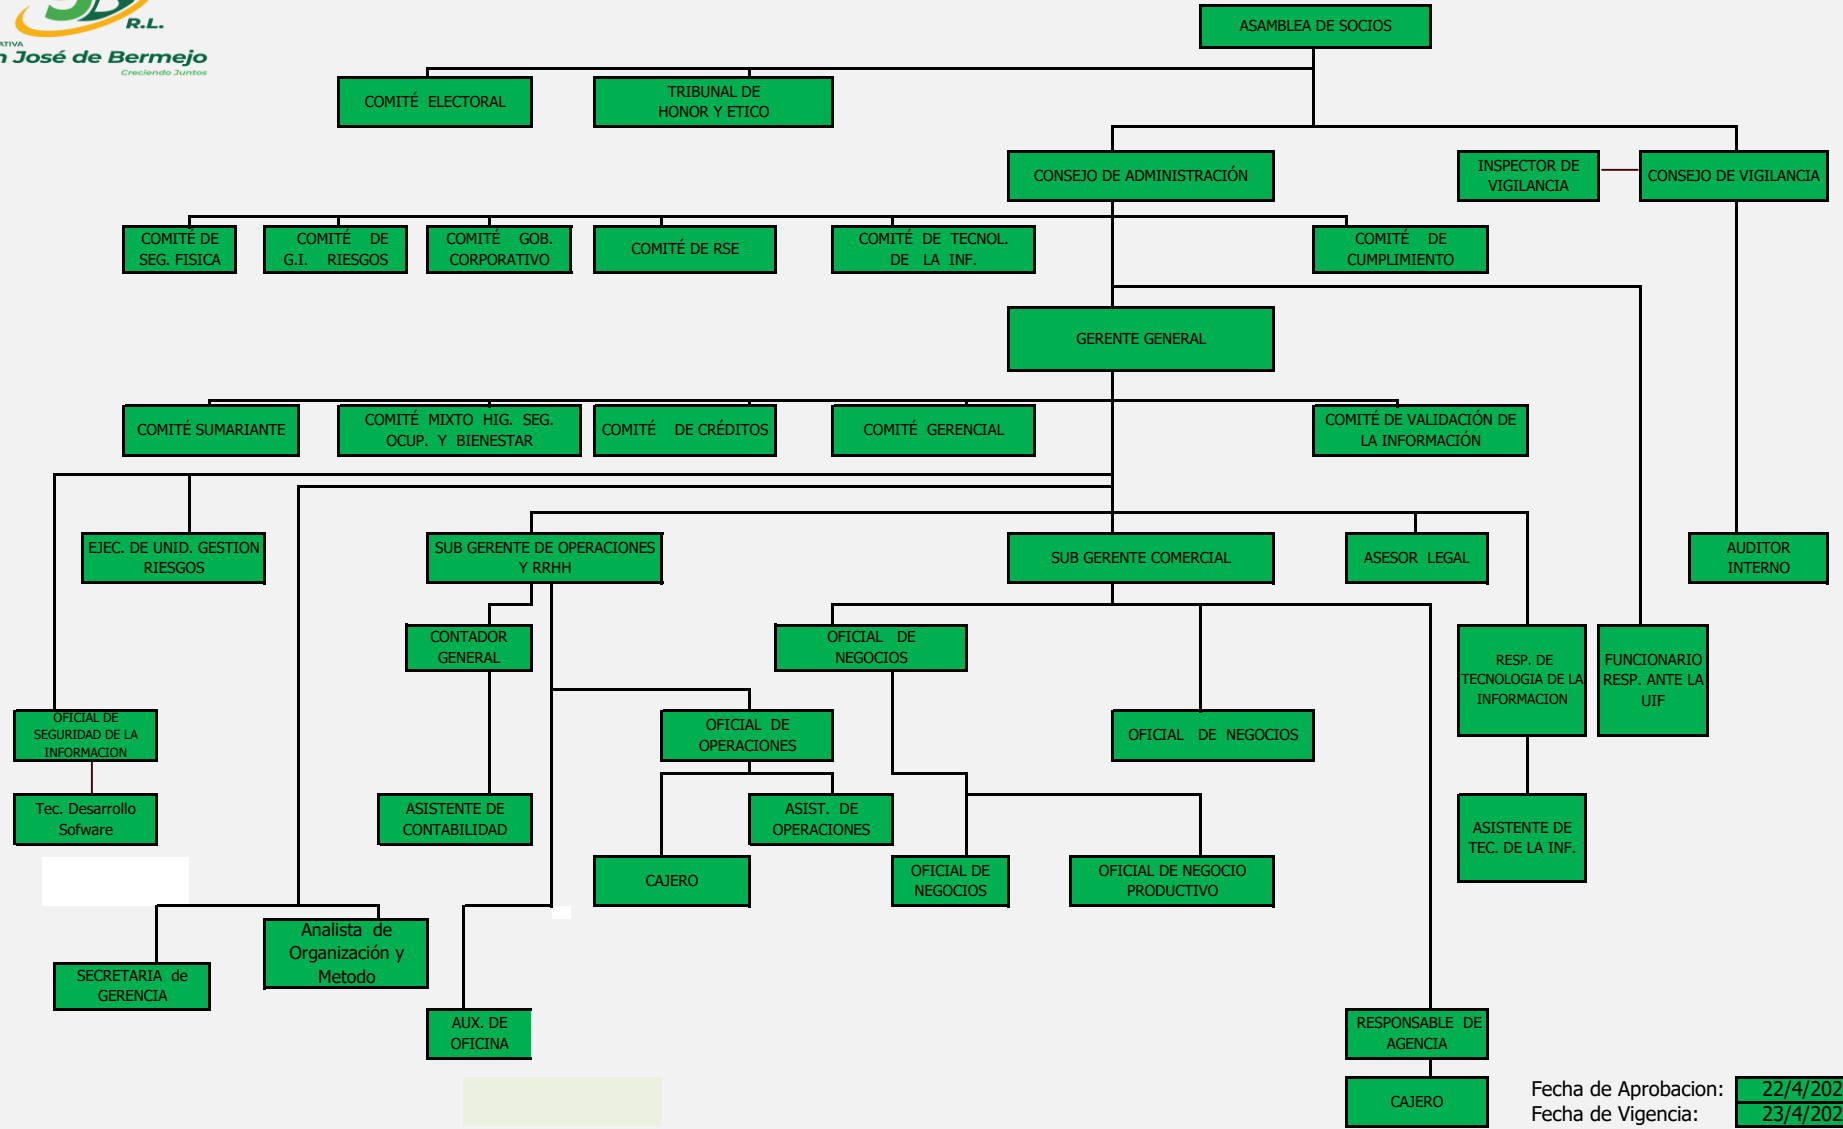 R.L.
José de Bermejo
Creciendo Juntos
ASAMBLEA DE SOCIOS
COMITÉ ELECTORAL
TRIBUNAL DE
HONOR Y ETICO
CONSEJO DE ADMINISTRACIÓN
INSPECTOR DE
VIGILANCIA
CONSEJO DE VIGILANCIA
COMITÉ DE
SEG. FISICA
COMITÉ DE
G.I. RIESGOS
COMITÉ GOB.
CORPORATIVO
COMITÉ DE RSE
COMITÉ DE TECNOL.
DE LA INF.
COMITÉ DE
CUMPLIMIENTO
GERENTE GENERAL
COMITÉ SUMARIANTE
COMITÉ MIXTO HIG. SEG.
OCUP. Y BIENESTAR
COMITÉ DE CRÉDITOS
COMITÉ GERENCIAL
COMITÉ DE VALIDACIÓN DE
LA INFORMACIÓN
EJEC. DE UNID. GESTION
RIESGOS
SUB GERENTE DE OPERACIONES
Y RRHH
SUB GERENTE COMERCIAL
ASESOR LEGAL
AUDITOR
INTERNO
CONTADOR
GENERAL
OFICIAL DE
NEGOCIOS
RESP. DE
TECNOLOGIA DE LA
INFORMACION
FUNCIONARIO
RESP. ANTE LA
UIF
OFICIAL DE
SEGURIDAD DE LA
INFORMACION
OFICIAL DE
OPERACIONES
OFICIAL DE NEGOCIOS
Tec. Desarrollo
Sofware
ASISTENTE DE
CONTABILIDAD
ASIST. DE
OPERACIONES
ASISTENTE DE
TEC. DE LA INF.
CAJERO
OFICIAL DE
NEGOCIOS
OFICIAL DE NEGOCIO
PRODUCTIVO
Analista de
Organización y
Metodo
SECRETARIA de
GERENCIA
AUX. DE
OFICINA
RESPONSABLE DE
AGENCIA
CAJERO
Fecha de Aprobacion: 22/4/202
Fecha de Vigencia: 23/4/202